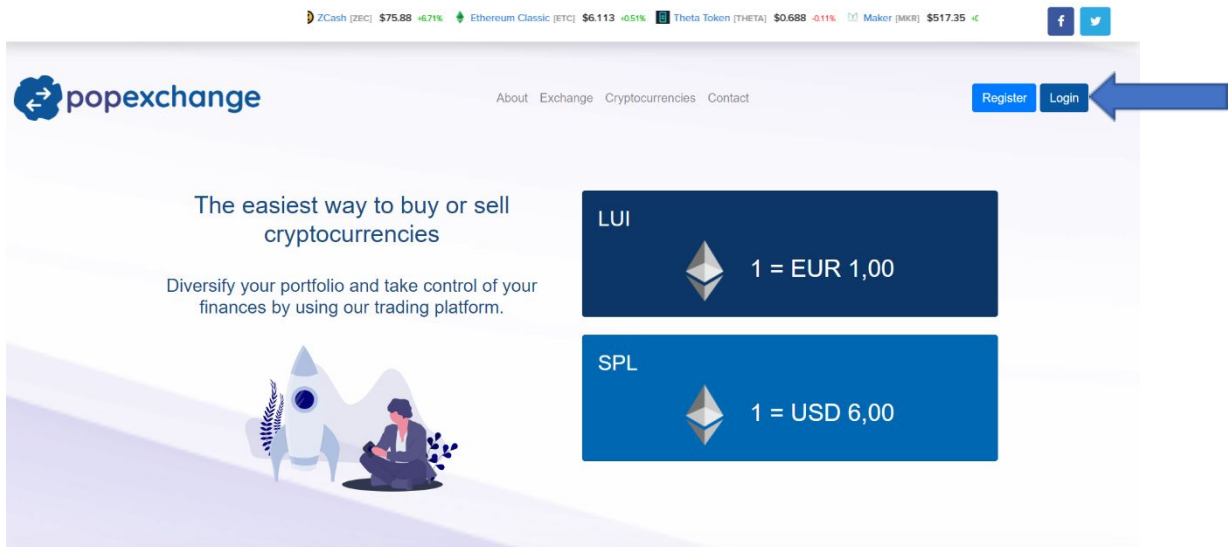 ZCash [ZEC] $75.88 +6.71% Ethereum Classic [ETC] $6.113 +0.51% Theta Token [THETA] $0.688 -0.11% Maker [MKR] $517.35
f
popexchange
About Exchange Cryptocurrencies Contact
Register Login
The easiest way to buy or sell
cryptocurrencies
Diversify your portfolio and take control of your
finances by using our trading platform.
LUI
1 = EUR 1,00
SPL
1 = USD 6,00